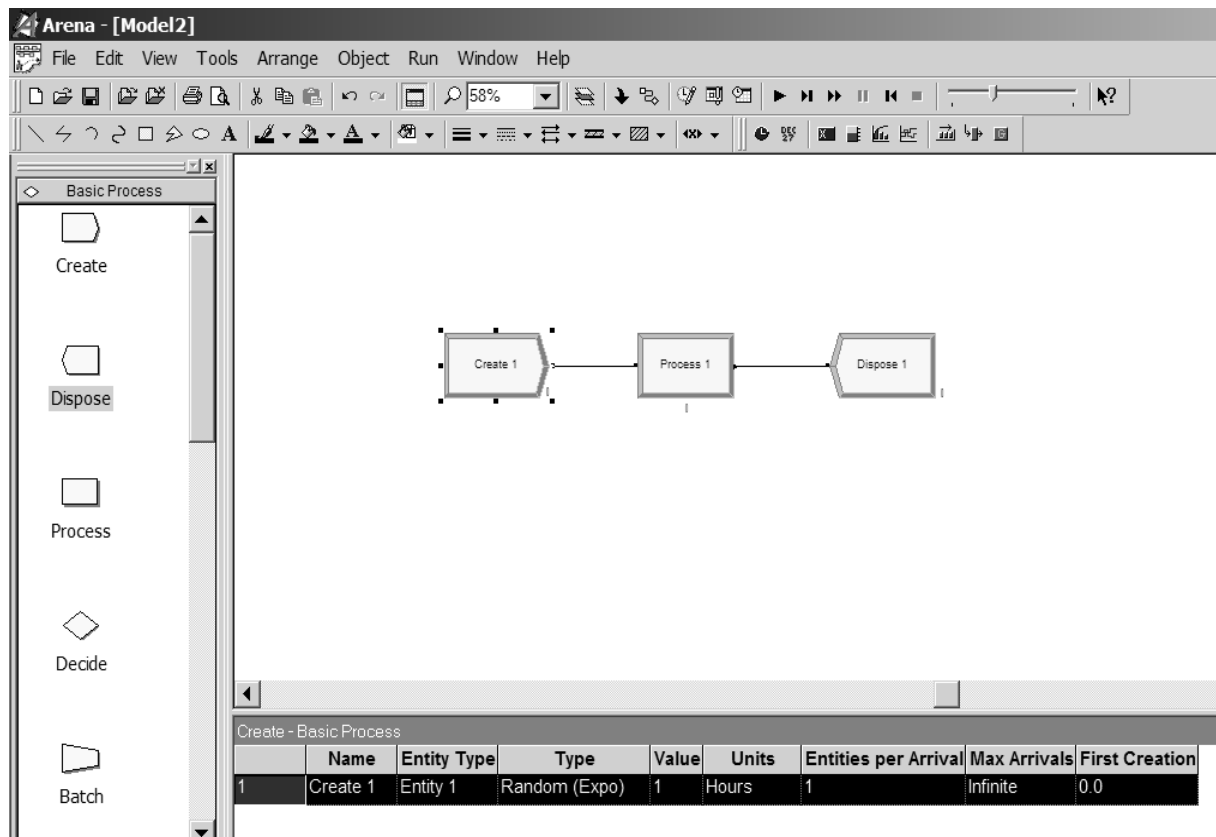 Arena - [Model2]
File Edit View Tools Arrange Object Run Window Help
58%
A A
Basic Process
Create
Dispose
Process
Decide
Batch
Create 1 Process 1 Dispose 1
Create - Basic Process
Name Entity Type Type Value Units Entities per Arrival Max Arrivals First Creation
1 Create 1 Entity 1 Random (Expo) 1 Hours 1 Infinite 0.0